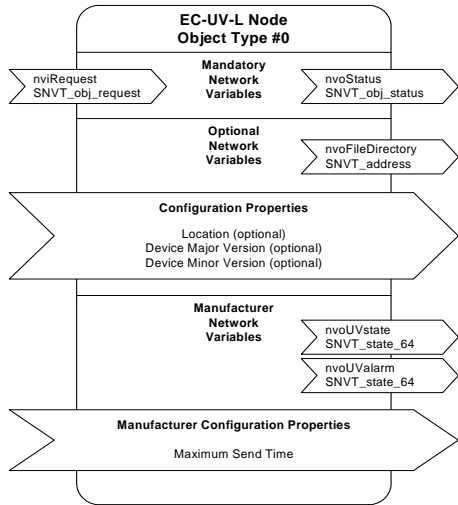 EC-UV-L Node
Object Type #0
Mandatory
Network
Variables
nviRequest
SNVT_obj_request
nvoStatus
SNVT_obj_status
Optional
Network
Variables
nvoFileDirectory
SNVT_address
Configuration Properties
Location (optional)
Device Major Version (optional)
Device Minor Version (optional)
Manufacturer
Network
Variables
nvoUVstate
SNVT_state_64
nvoUValarm
SNVT_state_64
Manufacturer Configuration Properties
Maximum Send Time